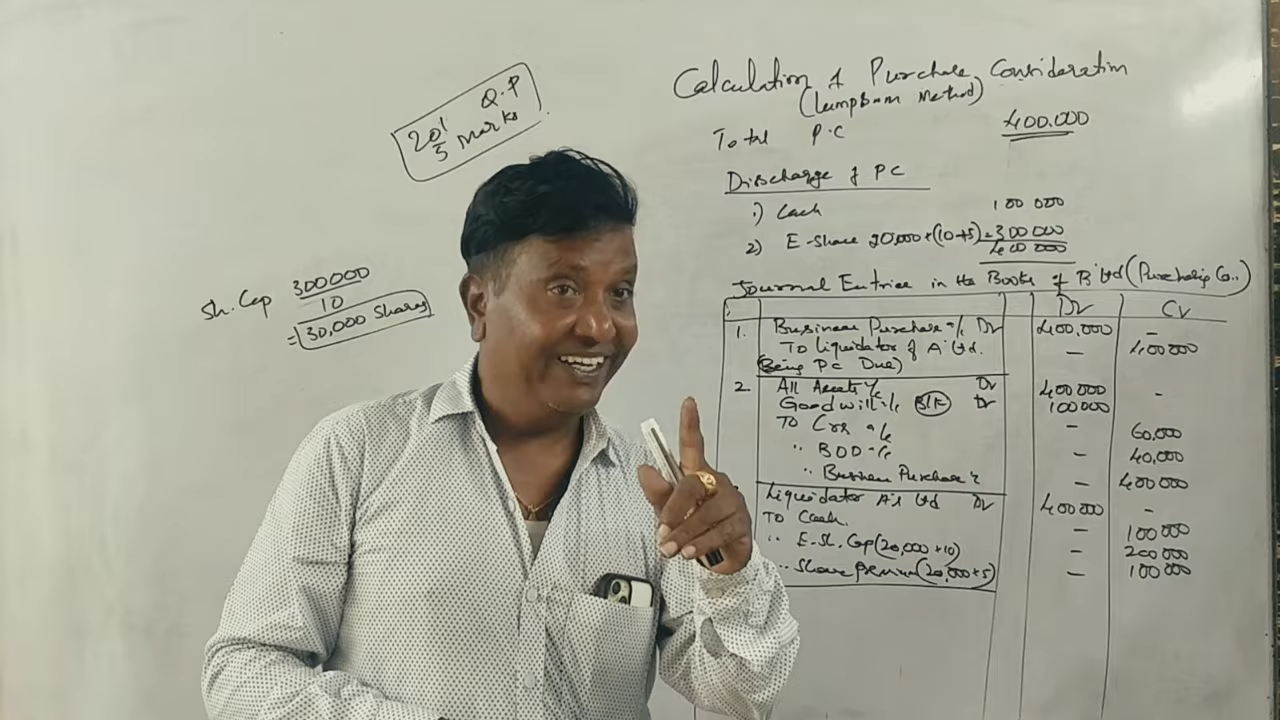 201 Q.P
5 marks
Sh. Cap 300000
10
= 30,000 Shares
Calculation of Purchase Consideration
(Lumpsum Method)
Total P.C 400.000
Discharge of PC
1) Cash 100 000
2) E-Share 20,000 × (10+5) = 300 000
400 000
Journal Entries in the Books of B Ltd (Purchasing Co..)
Dr Cr
1. Business Purchase a/c Dr 400,000 -
To Liquidator of A Ltd. - 400000
(Being PC Due)
2. All Assets a/c Dr 400000 -
Goodwill a/c B/F Dr 100000
To Crs a/c - 60,000
" BOD a/c - 40,000
" Business Purchase - 400000
Liquidator A's Ltd Dr 400000 -
To Cash. - 100000
" E-Sh. Cap (20,000 × 10) - 200000
" Share premium (20,000 × 5) - 100000